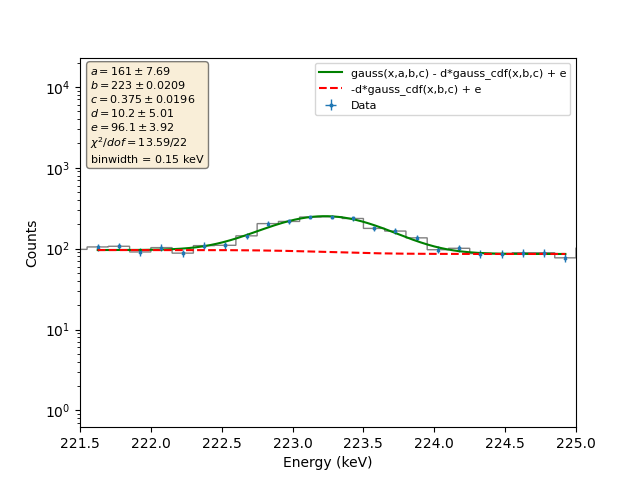 a = 161 ± 7.69
b = 223 ± 0.0209
c = 0.375 ± 0.0196
d = 10.2 ± 5.01
e = 96.1 ± 3.92
χ²/dof = 13.59/22
binwidth = 0.15 keV
gauss(x,a,b,c) - d*gauss_cdf(x,b,c) + e
-d*gauss_cdf(x,b,c) + e
Data
10⁴
10³
10²
10¹
10⁰
Counts
221.5 222.0 222.5 223.0 223.5 224.0 224.5 225.0
Energy (keV)